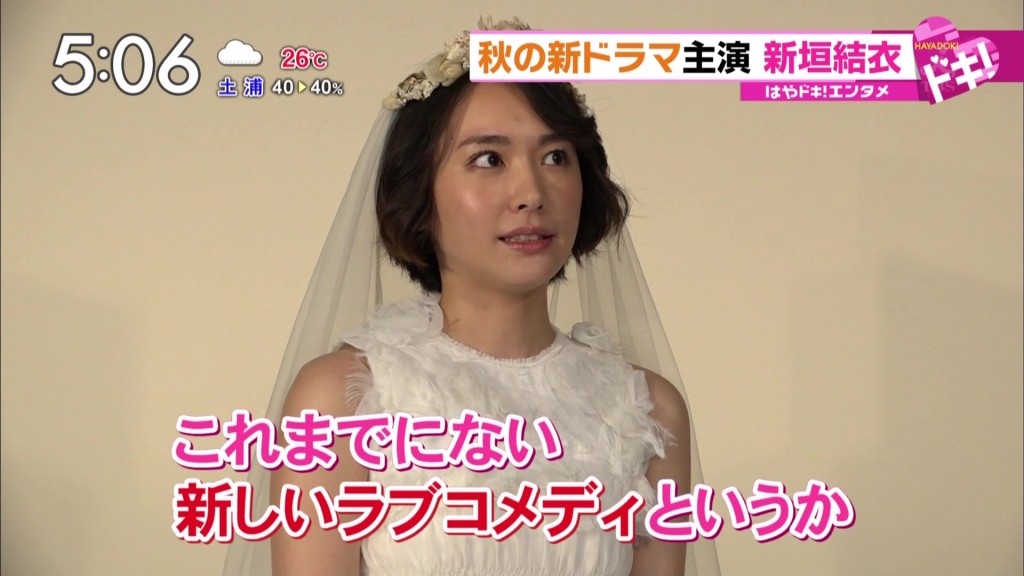 5:06
26℃
土浦 40▶40%
秋の新ドラマ主演 新垣結衣
はやドキ!エンタメ
HAYADOKI
ドキ!
これまでにない
新しいラブコメディというか